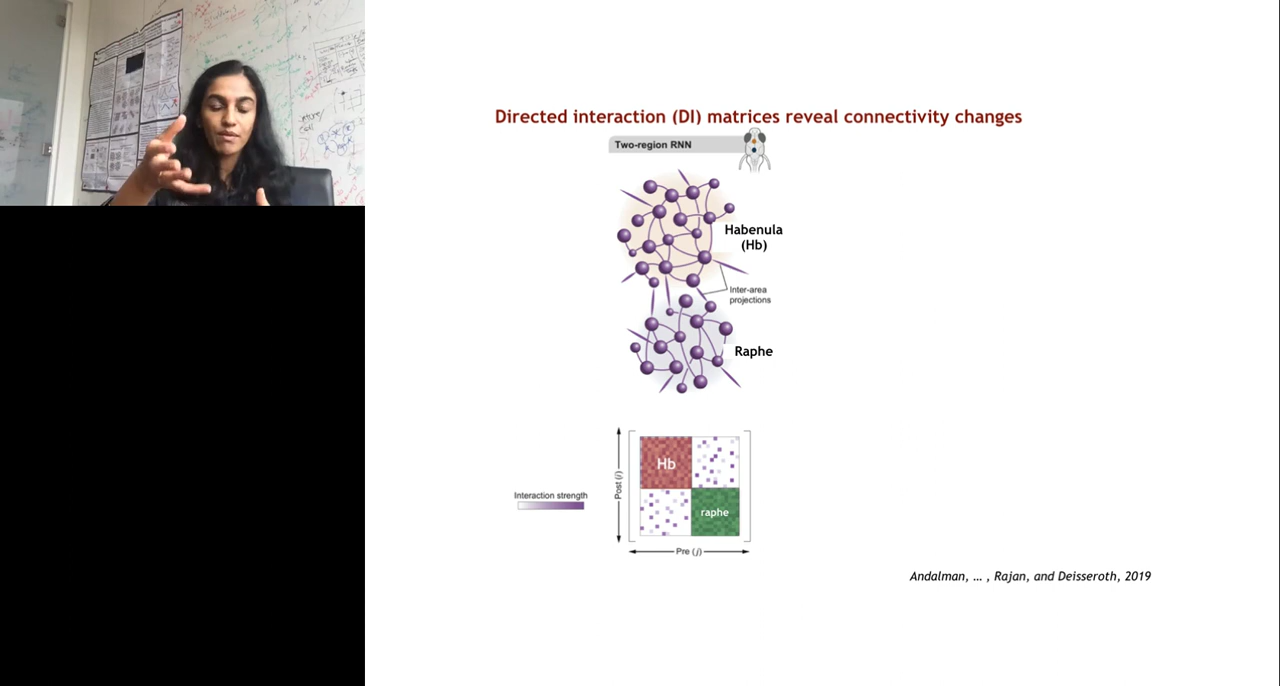 Directed interaction (DI) matrices reveal connectivity changes
Two-region RNN
Habenula
(Hb)
Inter-area
projections
Raphe
Hb
Interaction strength
Post (i)
raphe
Pre (j)
Andalman, … , Rajan, and Deisseroth, 2019